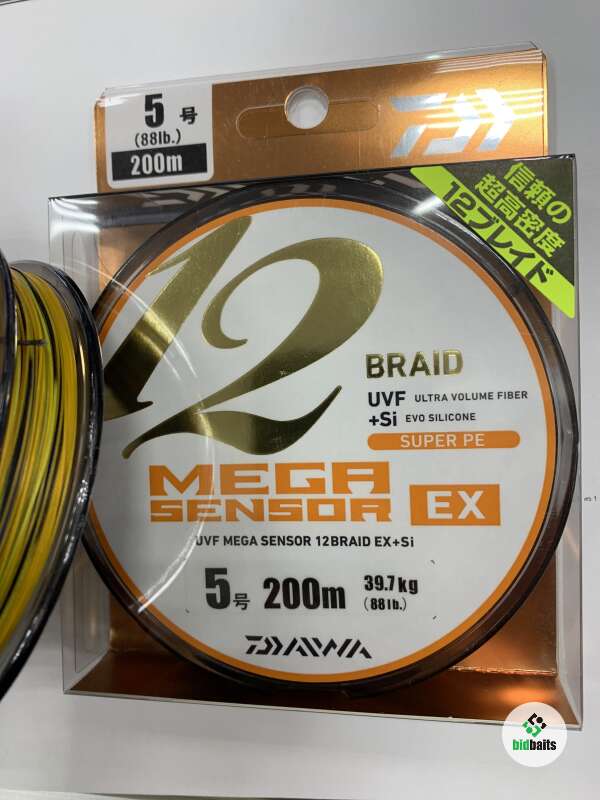 5号
(88lb.)
200m
信頼の
超高密度
12ブレイド
12
BRAID
UVF ULTRA VOLUME FIBER
+Si EVO SILICONE
SUPER PE
MEGA
SENSOR EX
UVF MEGA SENSOR 12BRAID EX+Si
5号 200m 39.7kg
(88lb.)
DAIWA
bidbaits